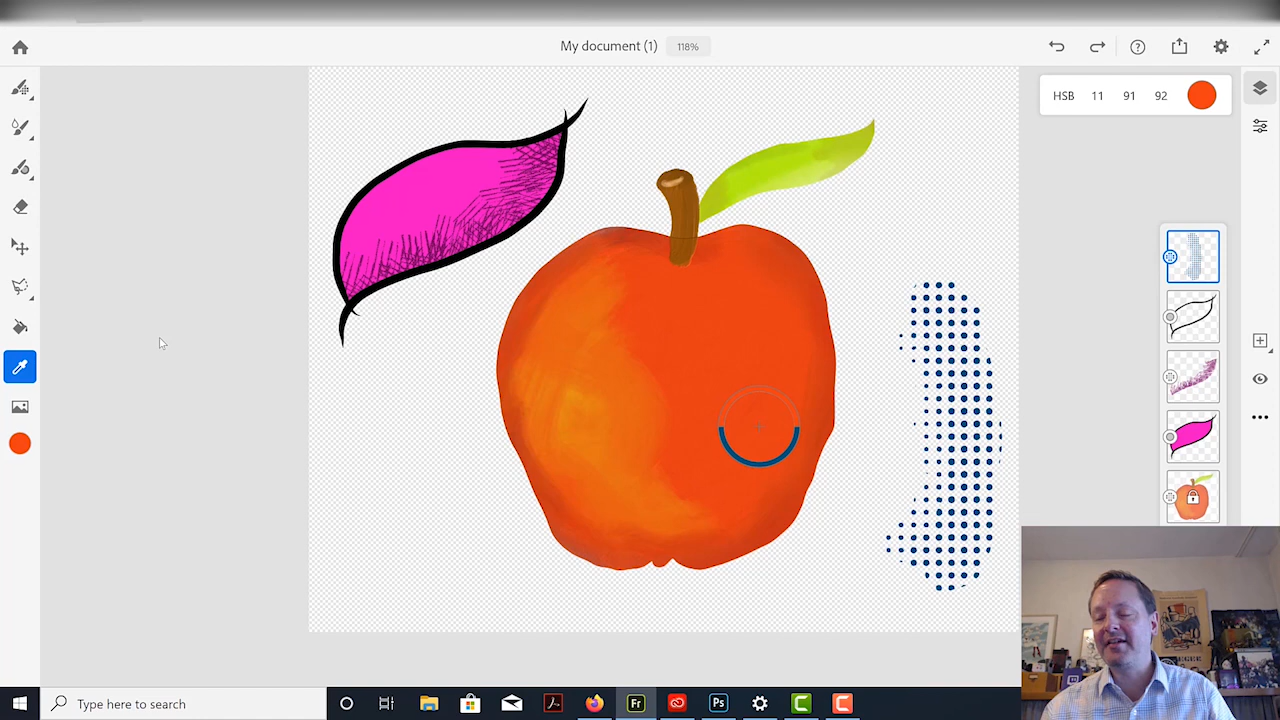 My document (1)
118%
HSB 11 91 92
Type here to search
Fr
Ps